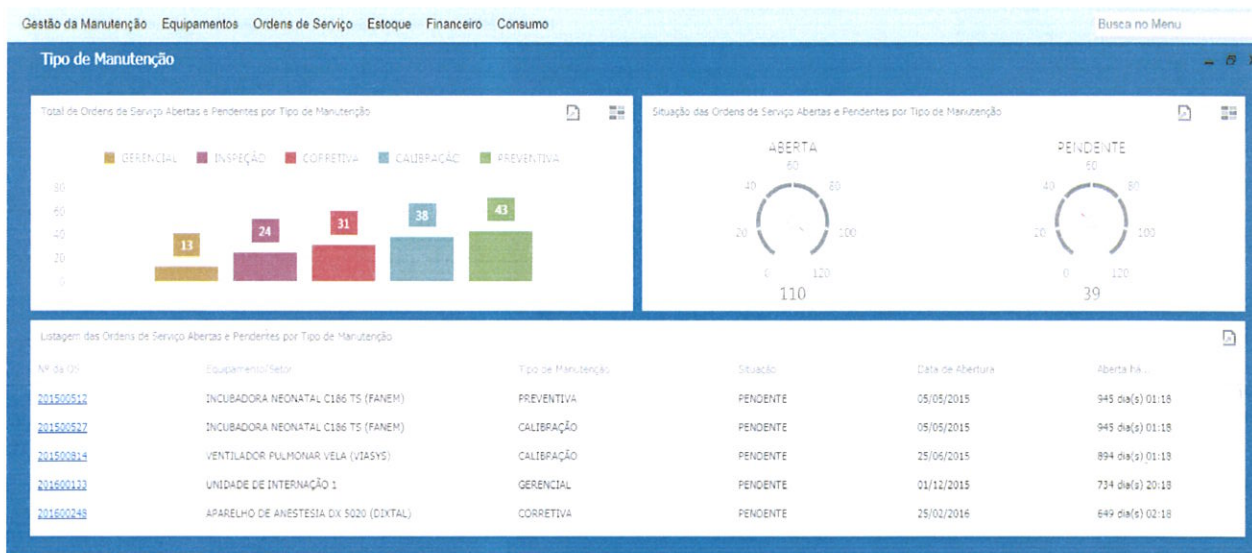 Gestão da Manutenção Equipamentos Ordens de Serviço Estoque Financeiro Consumo Busca no Menu
Tipo de Manutenção
Total de Ordens de Serviço Abertas e Pendentes por Tipo de Manutenção
GERENCIAL INSPEÇÃO CORRETIVA CALIBRAÇÃO PREVENTIVA
80
60
40
20
0
13 24 31 38 43
Situação das Ordens de Serviço Abertas e Pendentes por Tipo de Manutenção
ABERTA
60
40 80
20 100
0 120
110
PENDENTE
60
40 80
20 100
0 120
39
Listagem das Ordens de Serviço Abertas e Pendentes por Tipo de Manutenção
Nº da OS Equipamento/Setor Tipo de Manutenção Situação Data de Abertura Aberta há...
201500512 INCUBADORA NEONATAL C186 TS (FANEM) PREVENTIVA PENDENTE 05/05/2015 945 dia(s) 01:18
201500527 INCUBADORA NEONATAL C186 TS (FANEM) CALIBRAÇÃO PENDENTE 05/05/2015 945 dia(s) 01:18
201500814 VENTILADOR PULMONAR VELA (VIASYS) CALIBRAÇÃO PENDENTE 25/06/2015 894 dia(s) 01:18
201600133 UNIDADE DE INTERNAÇÃO 1 GERENCIAL PENDENTE 01/12/2015 734 dia(s) 20:18
201600248 APARELHO DE ANESTESIA DX 5020 (DIXTAL) CORRETIVA PENDENTE 25/02/2016 649 dia(s) 02:18